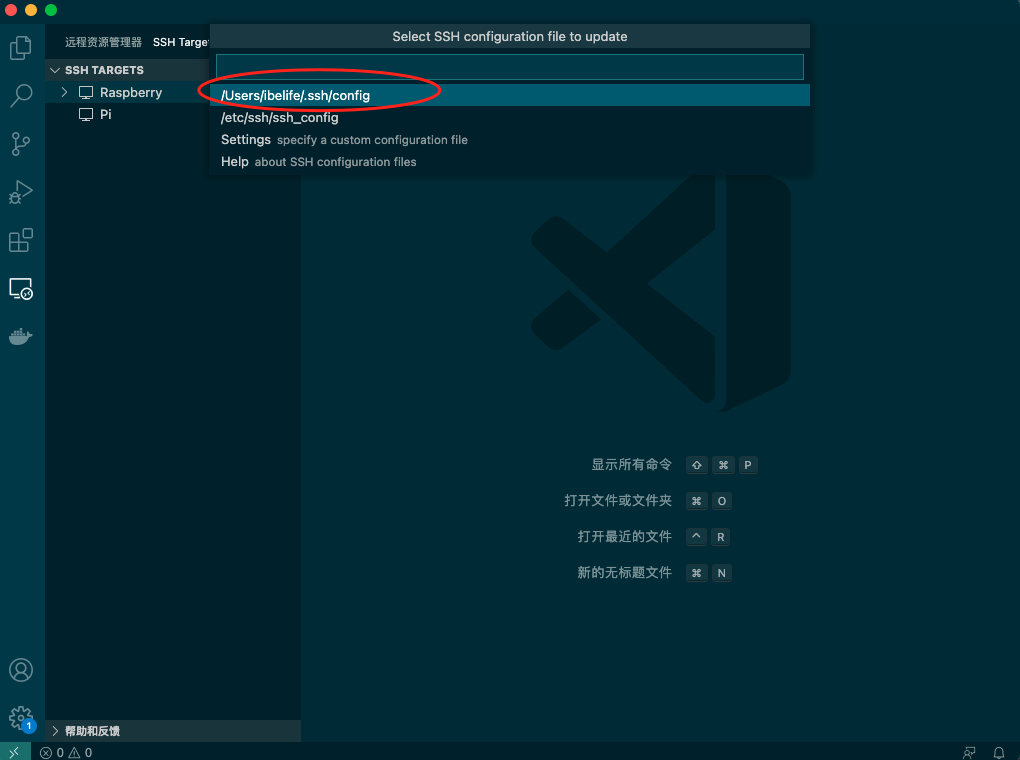 Select SSH configuration file to update
远程资源管理器 SSH Targe
SSH TARGETS
Raspberry
Pi
/Users/ibelife/.ssh/config
/etc/ssh/ssh_config
Settings specify a custom configuration file
Help about SSH configuration files
显示所有命令 ⇧ ⌘ P
打开文件或文件夹 ⌘ O
打开最近的文件 ^ R
新的无标题文件 ⌘ N
1
帮助和反馈
0 0